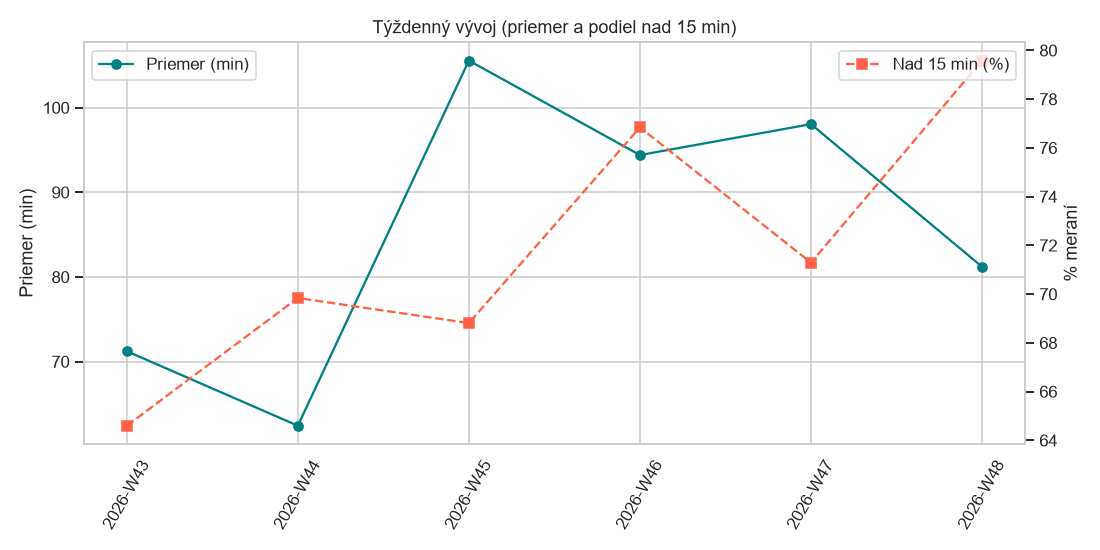 Týždenný vývoj (priemer a podiel nad 15 min)
Priemer (min)
Nad 15 min (%)
Priemer (min)
100
90
80
70
80
78
76
74
72
70
68
66
64
% meraní
2026-W43
2026-W44
2026-W45
2026-W46
2026-W47
2026-W48